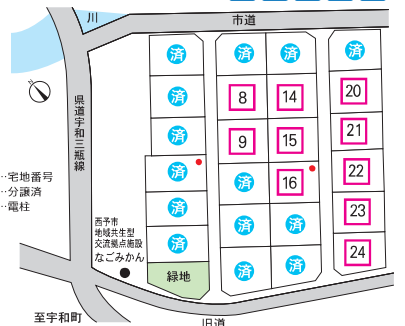 川
市道
県道宇和三瓶線
済 済 済 済
済 8 14 20
済 9 15 21
済 済 16 22
済 済 済 23
済 済 済 24
緑地
…宅地番号
…分譲済
…電柱
西予市
地域共生型
交流拠点施設
なごみかん
至宇和町
旧道